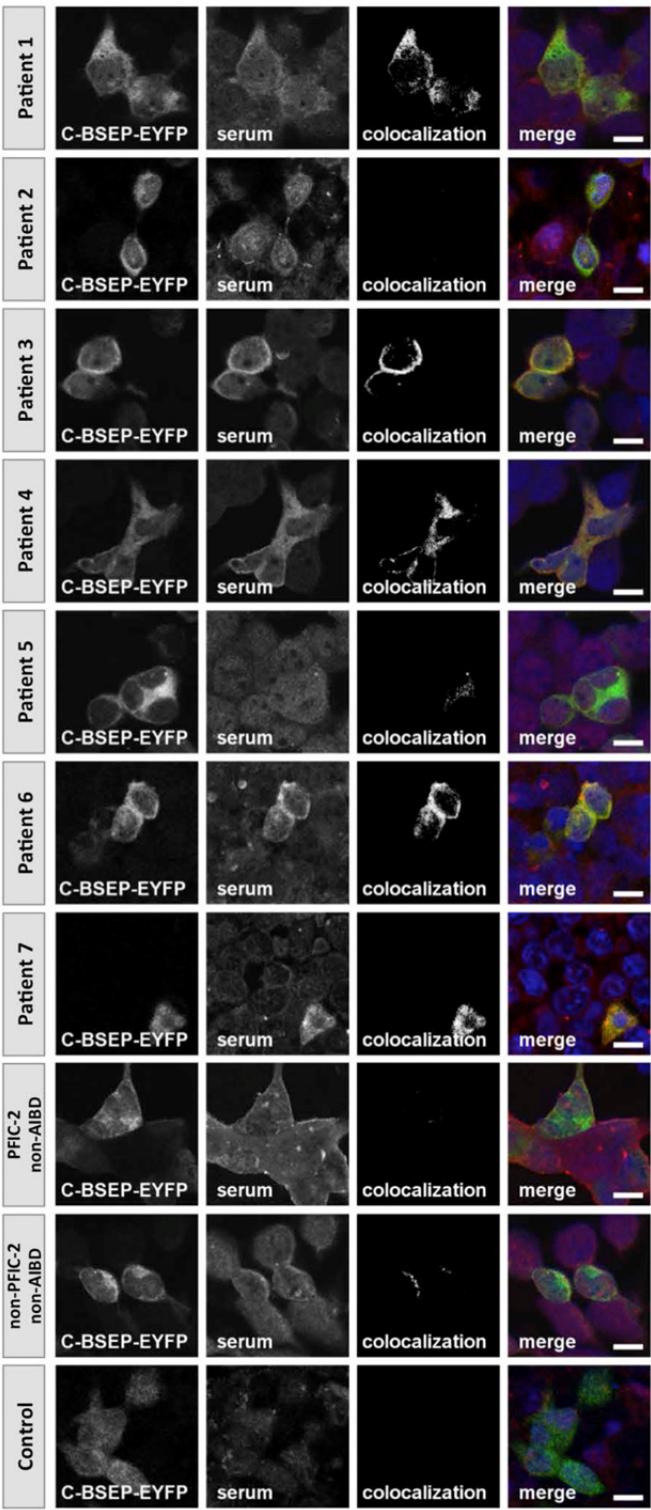 Patient 1
C-BSEP-EYFP
serum
colocalization
merge
Patient 2
C-BSEP-EYFP
serum
colocalization
merge
Patient 3
C-BSEP-EYFP
serum
colocalization
merge
Patient 4
C-BSEP-EYFP
serum
colocalization
merge
Patient 5
C-BSEP-EYFP
serum
colocalization
merge
Patient 6
C-BSEP-EYFP
serum
colocalization
merge
Patient 7
C-BSEP-EYFP
serum
colocalization
merge
PFIC-2
non-AIBD
C-BSEP-EYFP
serum
colocalization
merge
non-PFIC-2
non-AIBD
C-BSEP-EYFP
serum
colocalization
merge
Control
C-BSEP-EYFP
serum
colocalization
merge